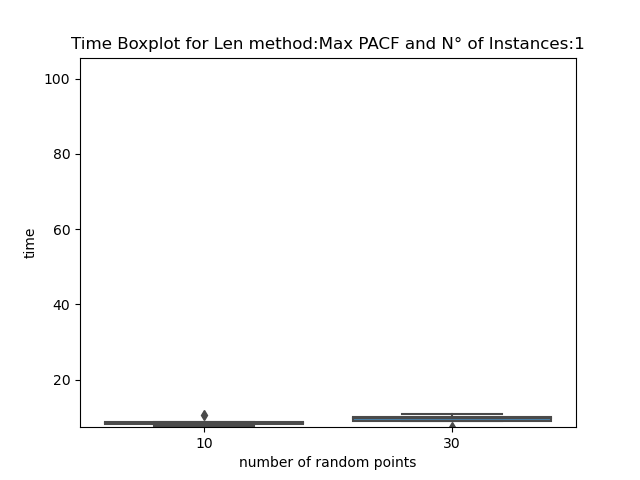 Time Boxplot for Len method:Max PACF and N° of Instances:1
100
80
60
40
20
time
10 30
number of random points